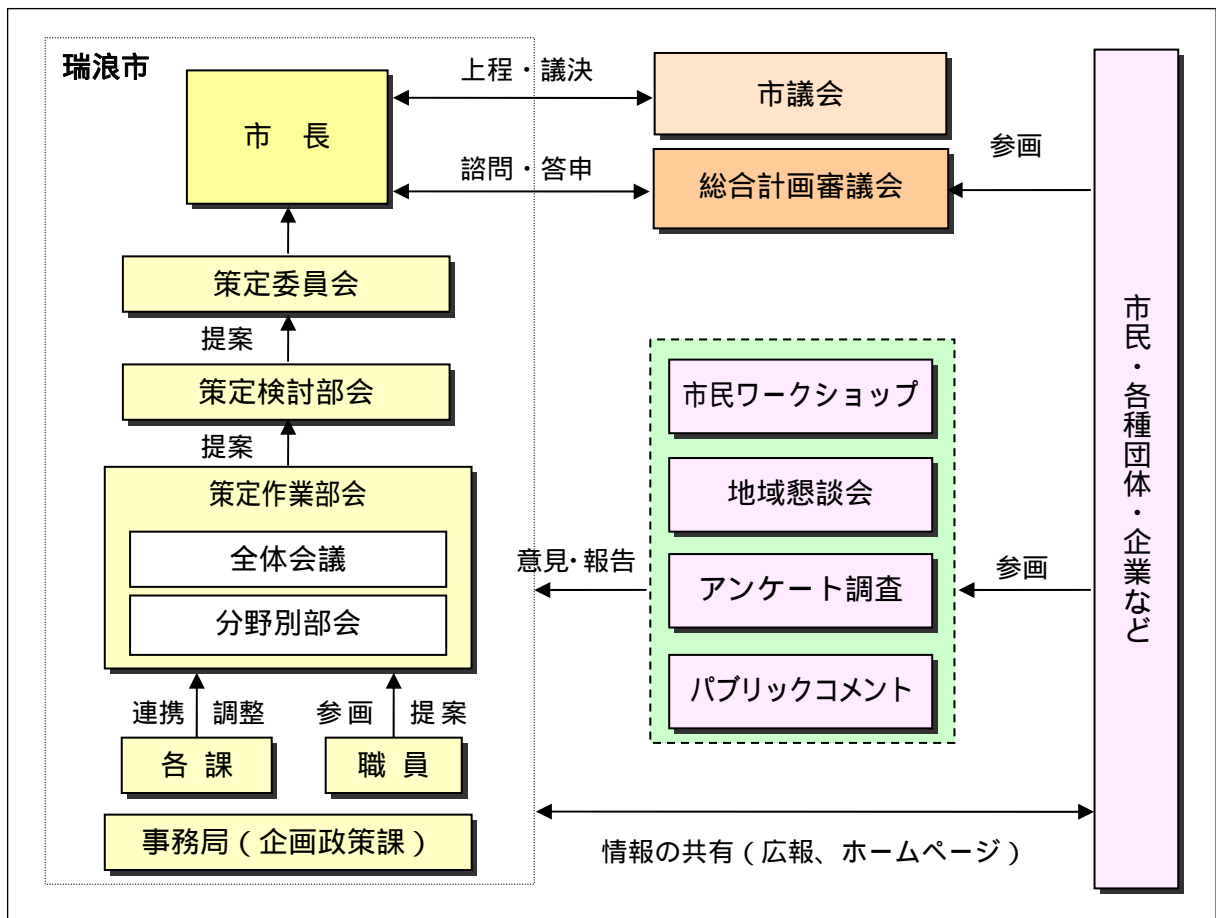 瑞浪市
市　長
上程・議決
市議会
諮問・答申
総合計画審議会
参画
策定委員会
提案
策定検討部会
提案
策定作業部会
全体会議
分野別部会
連携 調整
参画 提案
各 課
職 員
事務局（企画政策課）
市民ワークショップ
地域懇談会
アンケート調査
パブリックコメント
意見・報告
参画
情報の共有（広報、ホームページ）
市民・各種団体・企業など